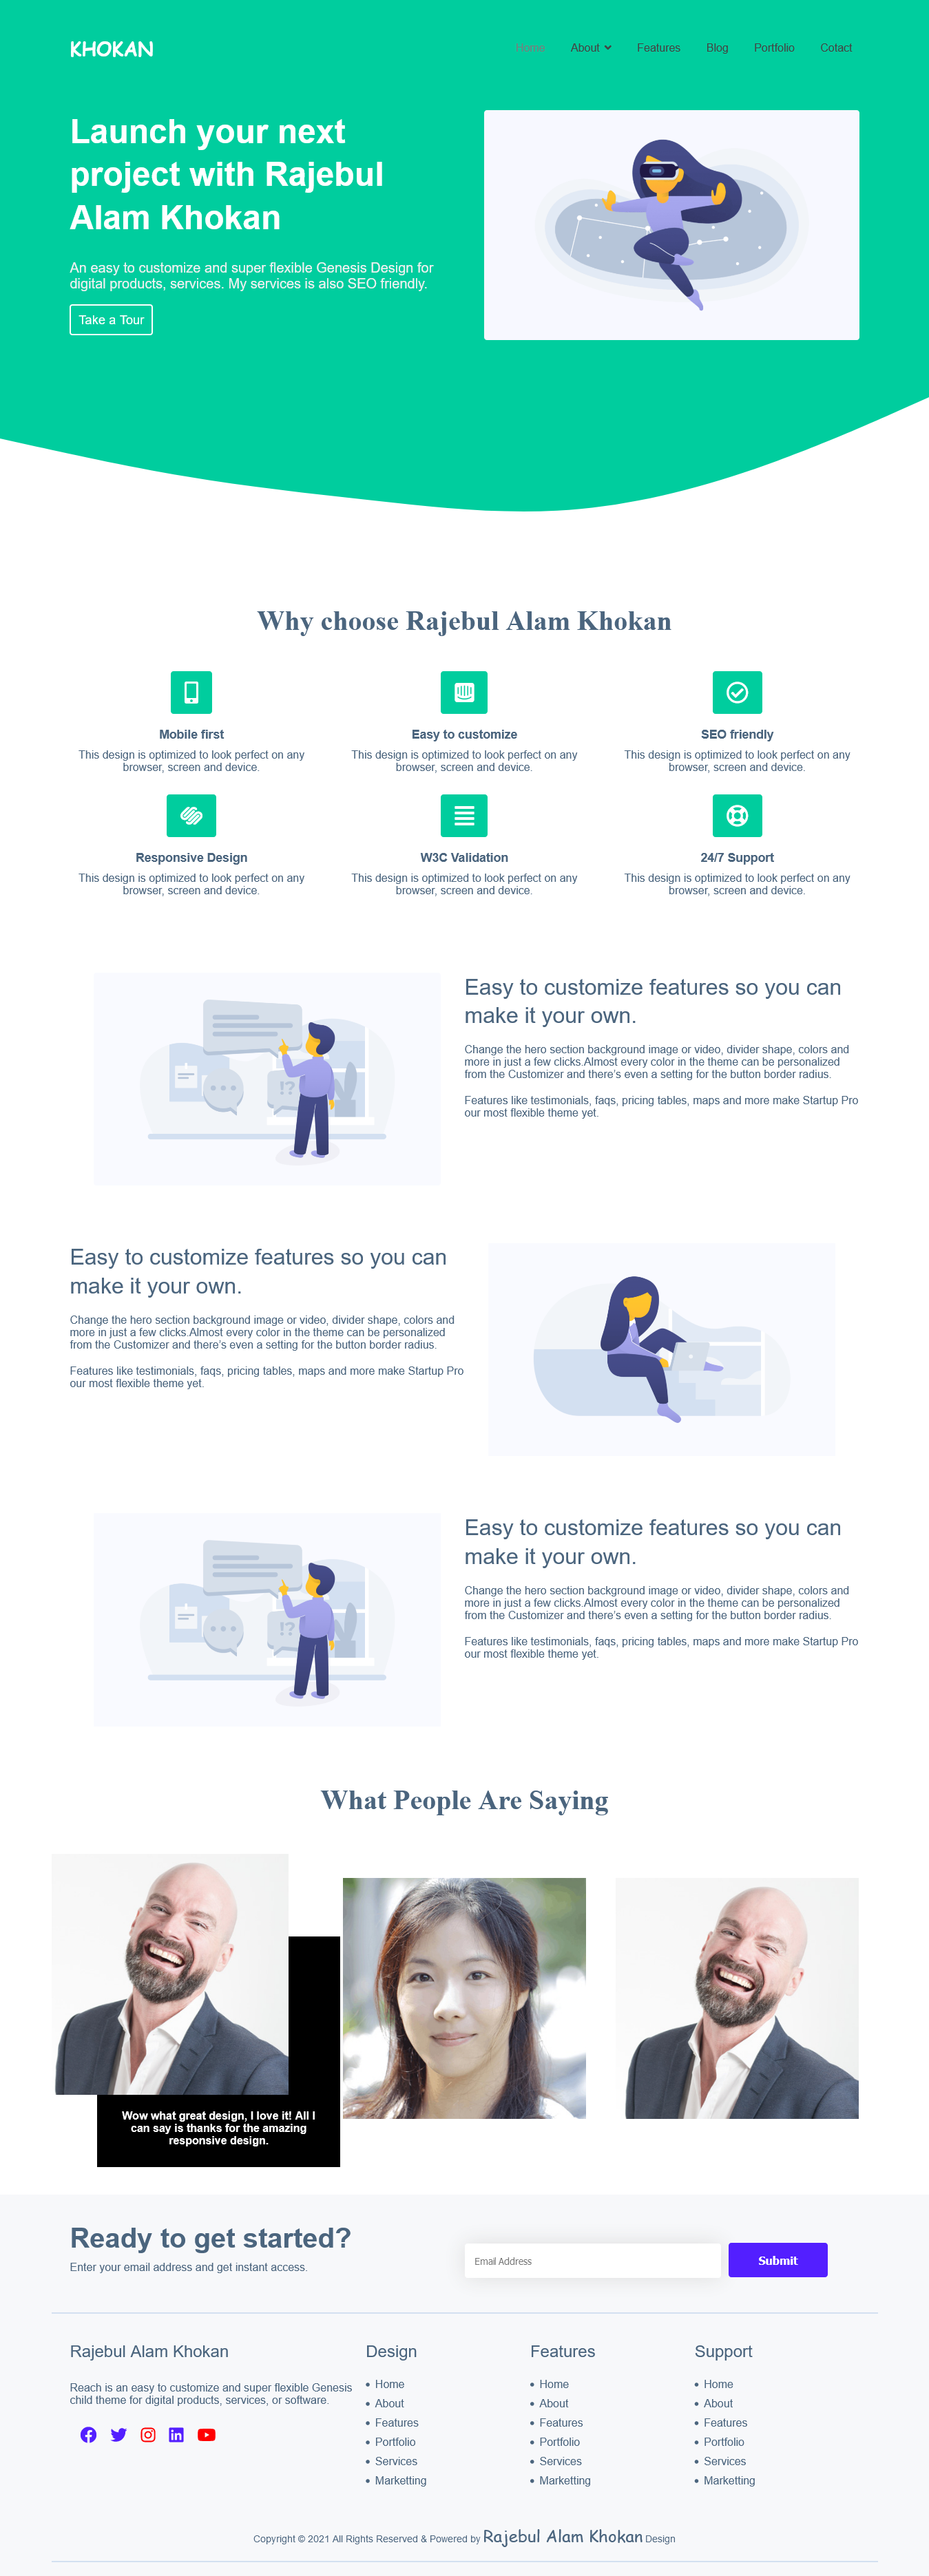 KHOKAN
Home About Features Blog Portfolio Cotact
Launch your next
project with Rajebul
Alam Khokan
An easy to customize and super flexible Genesis Design for
digital products, services. My services is also SEO friendly.
Take a Tour
Why choose Rajebul Alam Khokan
Mobile first
This design is optimized to look perfect on any
browser, screen and device.
Easy to customize
This design is optimized to look perfect on any
browser, screen and device.
SEO friendly
This design is optimized to look perfect on any
browser, screen and device.
Responsive Design
This design is optimized to look perfect on any
browser, screen and device.
W3C Validation
This design is optimized to look perfect on any
browser, screen and device.
24/7 Support
This design is optimized to look perfect on any
browser, screen and device.
!?
Easy to customize features so you can
make it your own.
Change the hero section background image or video, divider shape, colors and
more in just a few clicks.Almost every color in the theme can be personalized
from the Customizer and there's even a setting for the button border radius.
Features like testimonials, faqs, pricing tables, maps and more make Startup Pro
our most flexible theme yet.
Easy to customize features so you can
make it your own.
Change the hero section background image or video, divider shape, colors and
more in just a few clicks.Almost every color in the theme can be personalized
from the Customizer and there's even a setting for the button border radius.
Features like testimonials, faqs, pricing tables, maps and more make Startup Pro
our most flexible theme yet.
!?
Easy to customize features so you can
make it your own.
Change the hero section background image or video, divider shape, colors and
more in just a few clicks.Almost every color in the theme can be personalized
from the Customizer and there's even a setting for the button border radius.
Features like testimonials, faqs, pricing tables, maps and more make Startup Pro
our most flexible theme yet.
What People Are Saying
Wow what great design, I love it! All I
can say is thanks for the amazing
responsive design.
Ready to get started?
Enter your email address and get instant access.
Email Address
Submit
Rajebul Alam Khokan
Reach is an easy to customize and super flexible Genesis
child theme for digital products, services, or software.
Design
Home
About
Features
Portfolio
Services
Marketting
Features
Home
About
Features
Portfolio
Services
Marketting
Support
Home
About
Features
Portfolio
Services
Marketting
Copyright © 2021 All Rights Reserved & Powered by Rajebul Alam Khokan Design